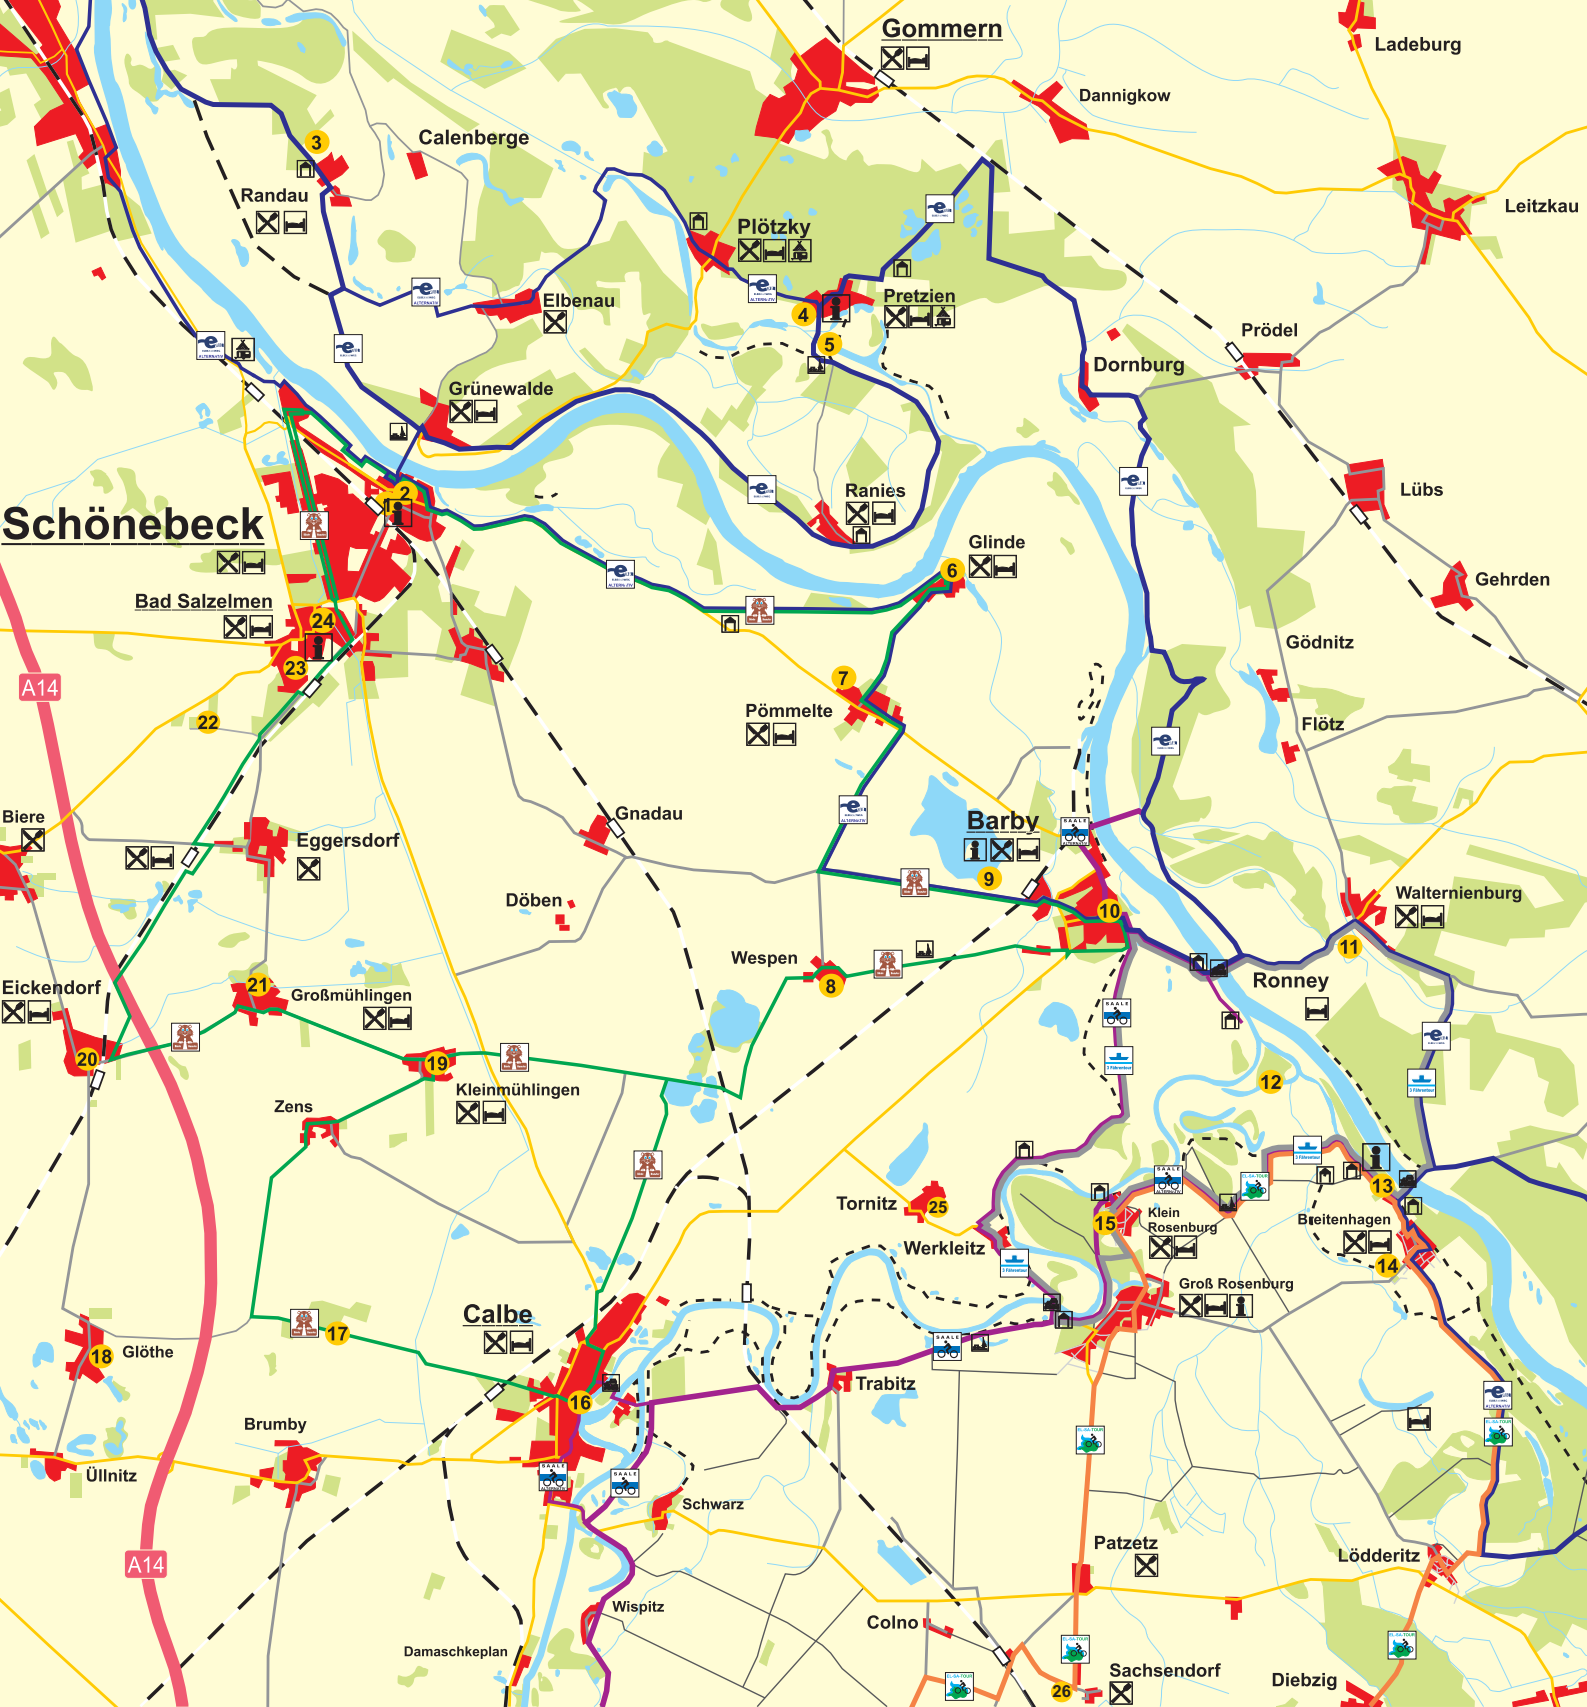 Gommern
Ladeburg
Dannigkow
3
Calenberge
Randau
Leitzkau
Plötzky
Elbenau
Pretzien
4
5
Prödel
Dornburg
Grünewalde
2
Ranies
Lübs
Schönebeck
Glinde
6
Gehrden
Bad Salzelmen
24
23
Gödnitz
A14
7
22
Pömmelte
Flötz
Biere
Gnadau
Barby
Eggersdorf
9
Walternienburg
Döben
10
11
Wespen
8
Ronney
Eickendorf
21
Großmühlingen
20
19
12
Kleinmühlingen
Zens
Tornitz
25
13
15
Klein
Rosenburg
Breitenhagen
Werkleitz
14
Groß Rosenburg
Calbe
17
18
Glöthe
Trabitz
16
Brumby
Üllnitz
SAALE
Schwarz
A14
Patzetz
Lödderitz
Wispitz
Colno
Damaschkeplan
EL-SA-TOUR
Sachsendorf
26
Diebzig